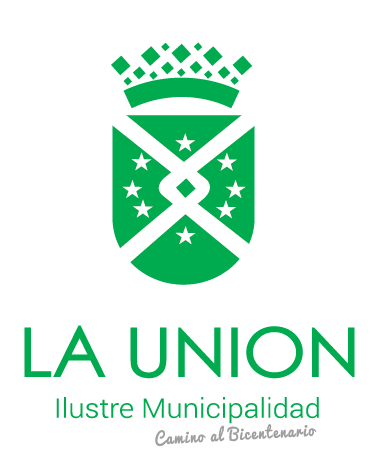 LA UNION
Ilustre Municipalidad
Camino al Bicentenario